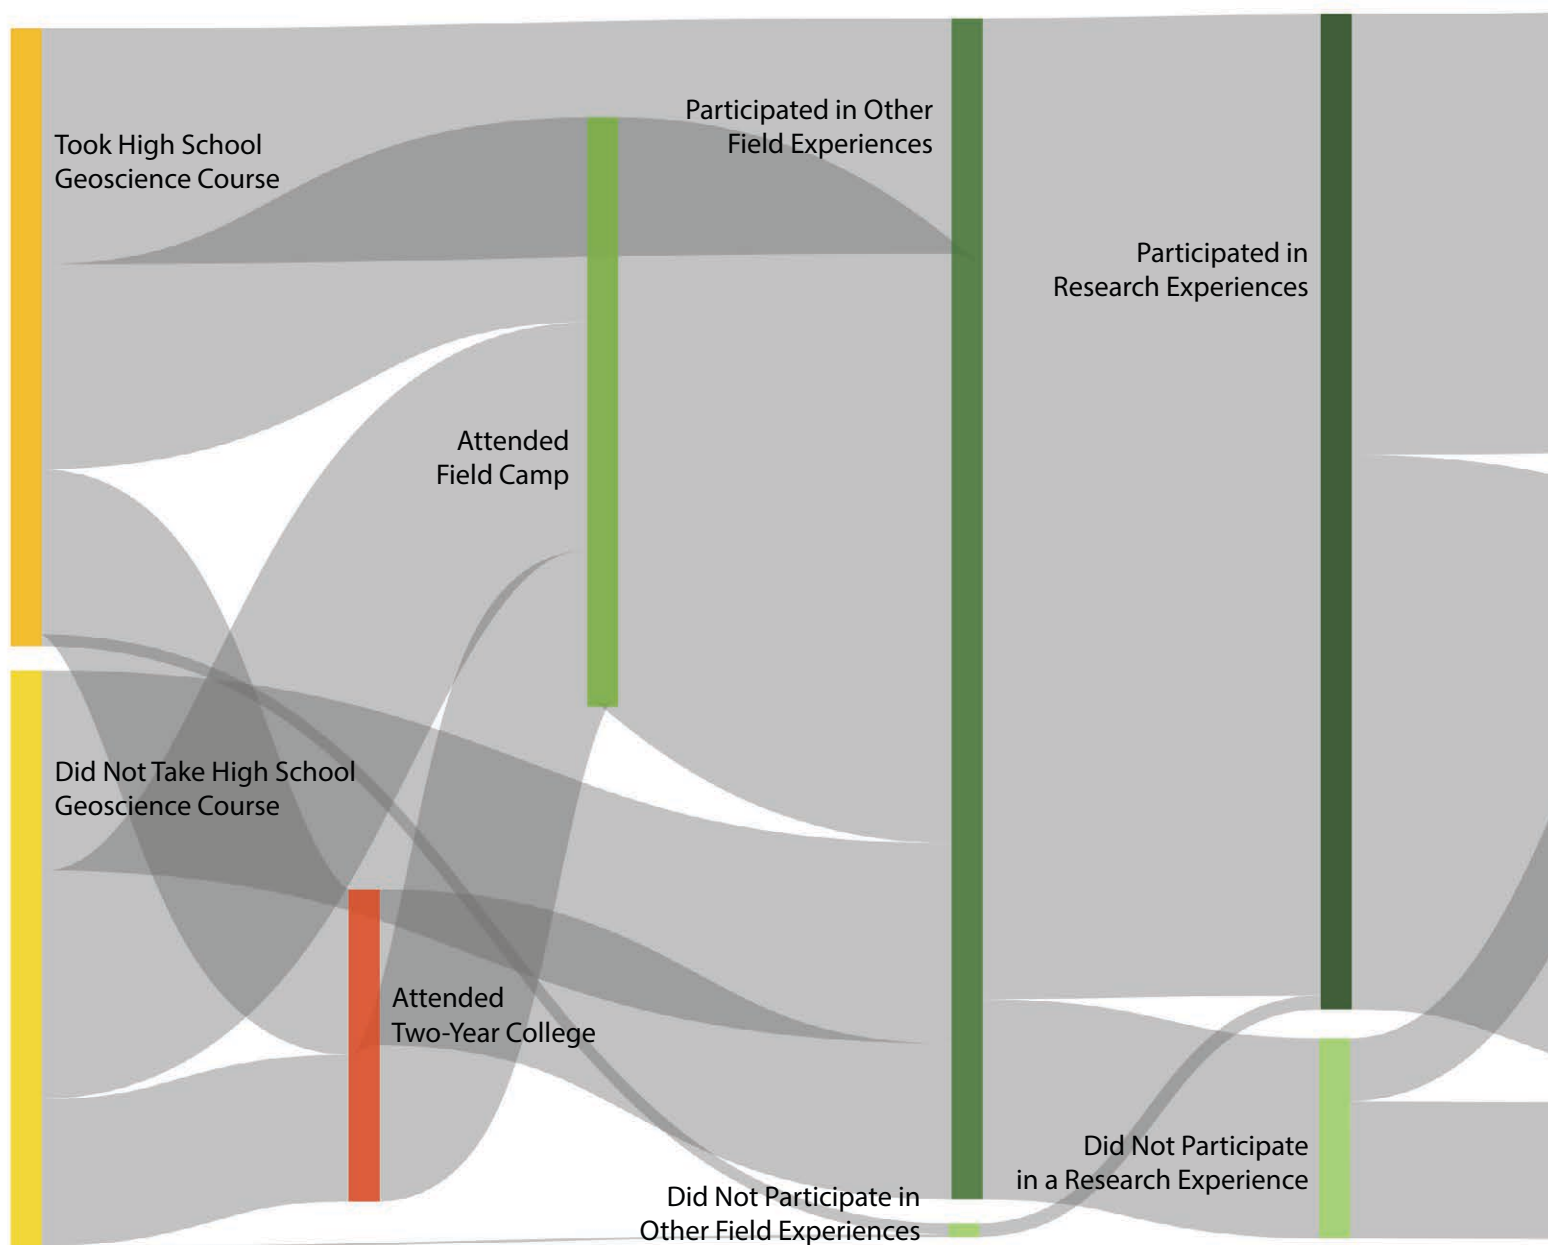 Took High School
Geoscience Course
Participated in Other
Field Experiences
Participated in
Research Experiences
Attended
Field Camp
Did Not Take High School
Geoscience Course
Attended
Two-Year College
Did Not Participate
in a Research Experience
Did Not Participate in
Other Field Experiences